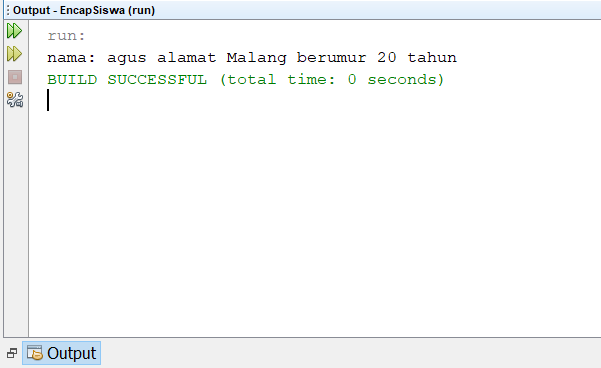 Output - EncapSiswa (run)
run:
nama: agus alamat Malang berumur 20 tahun
BUILD SUCCESSFUL (total time: 0 seconds)
Output